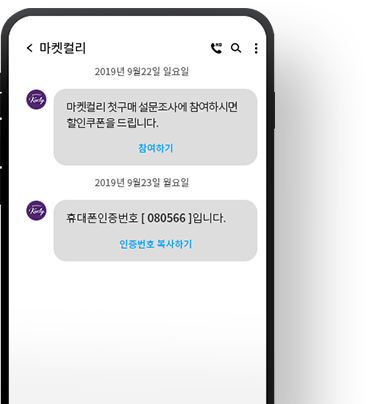 마켓컬리
2019년 9월22일 일요일
Kurly
마켓컬리 첫구매 설문조사에 참여하시면
할인쿠폰을 드립니다.
참여하기
2019년 9월23일 월요일
Kurly
휴대폰인증번호 [ 080566 ]입니다.
인증번호 복사하기